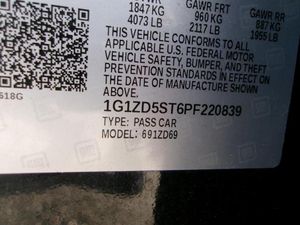 GVWR GAWR FRT GAWR RR
1847 KG 960 KG 887 KG
4073 LB 2117 LB 1955 LB
THIS VEHICLE CONFORMS TO ALL
APPLICABLE U.S. FEDERAL MOTOR
VEHICLE SAFETY, BUMPER, AND THEFT
PREVENTION STANDARDS IN EFFECT ON
THE DATE OF MANUFACTURE SHOWN
ABOVE.
618G
1G1ZD5ST6PF220839
TYPE: PASS CAR
MODEL: 691ZD69